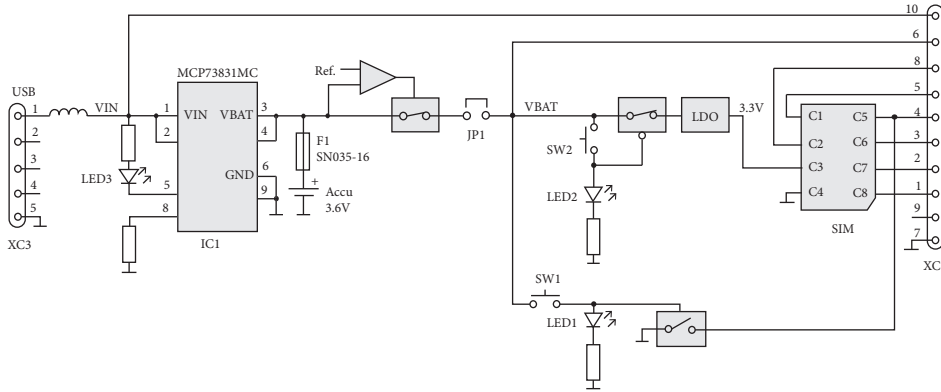 10
6
8
5
4
3
2
1
9
7
XC
USB
1
2
3
4
5
XC3
VIN
LED3
MCP73831MC
1
2
5
8
VIN
VBAT
GND
3
4
6
9
IC1
Ref.
F1
SN035-16
+
Accu
3.6V
JP1
VBAT
SW2
LED2
LDO
3.3V
C1
C2
C3
C4
C5
C6
C7
C8
SIM
SW1
LED1